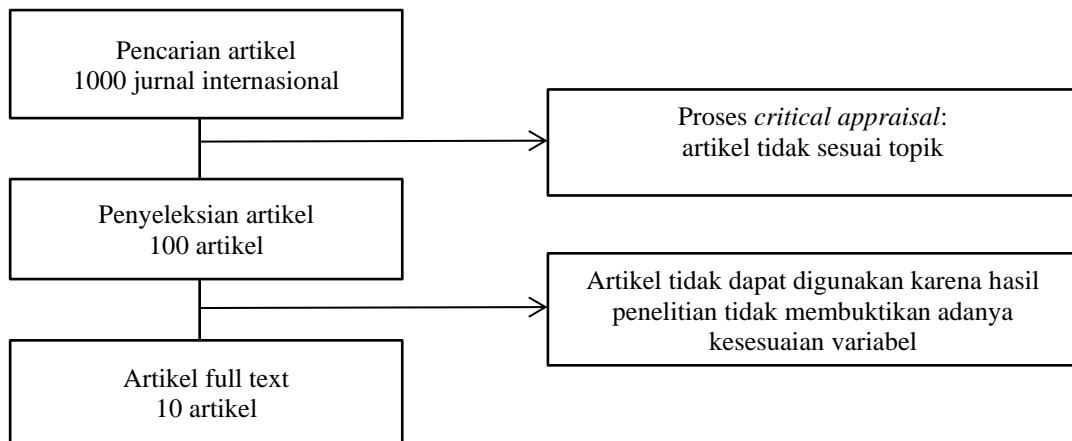 Pencarian artikel
1000 jurnal internasional
Proses critical appraisal:
artikel tidak sesuai topik
Penyeleksian artikel
100 artikel
Artikel tidak dapat digunakan karena hasil
penelitian tidak membuktikan adanya
kesesuaian variabel
Artikel full text
10 artikel